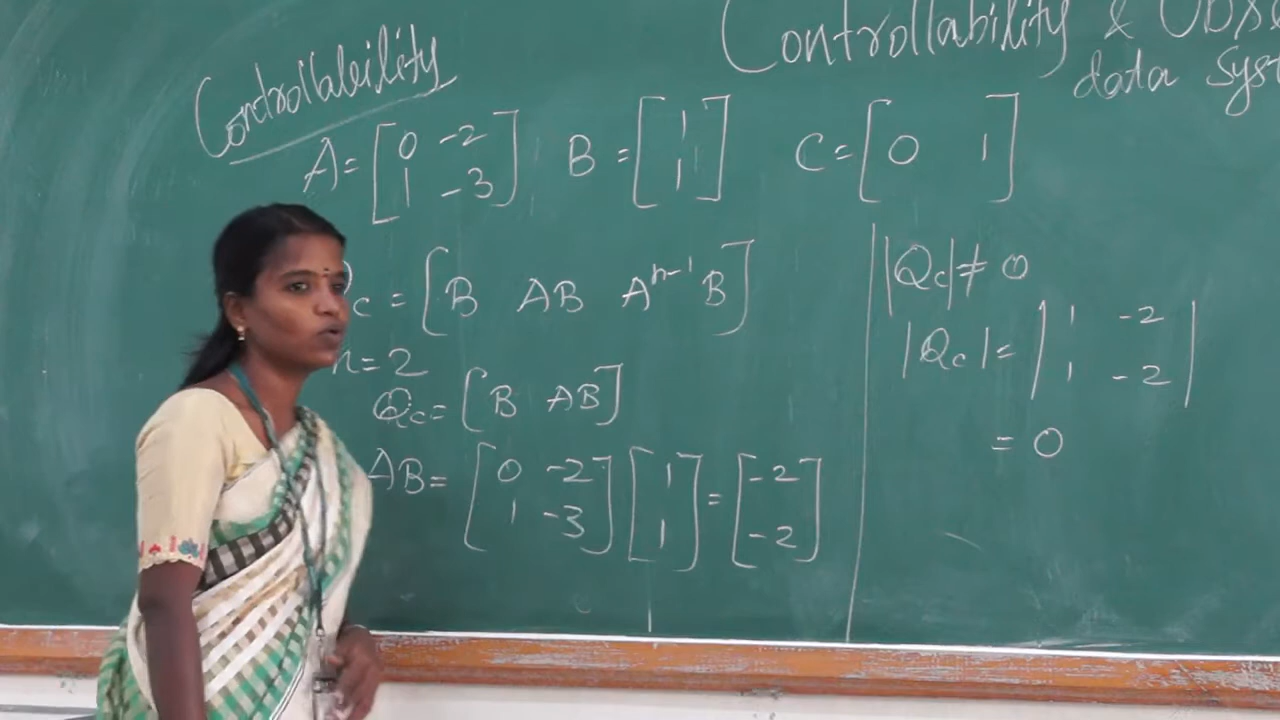 Controllability &
data Syst
Controllability
A = [0 -2; 1 -3] B = [1; 1] C = [0 1]
Qc = [B AB A^{n-1} B]
n = 2
Qc = [B AB]
AB = [0 -2; 1 -3] [1; 1] = [-2; -2]
|Qc| ≠ 0
|Qc| = |1 -2; 1 -2|
= 0